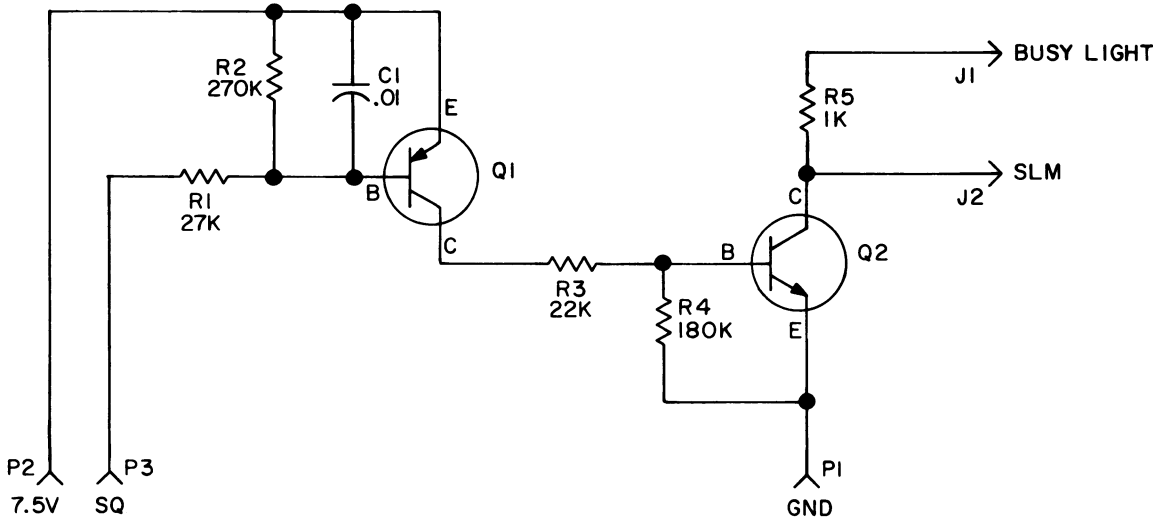 R2
270K
C1
.01
E
B
Q1
R1
27K
C
R3
22K
R4
180K
B
C
Q2
E
R5
1K
J1
BUSY LIGHT
J2
SLM
P2
7.5V
P3
SQ
P1
GND